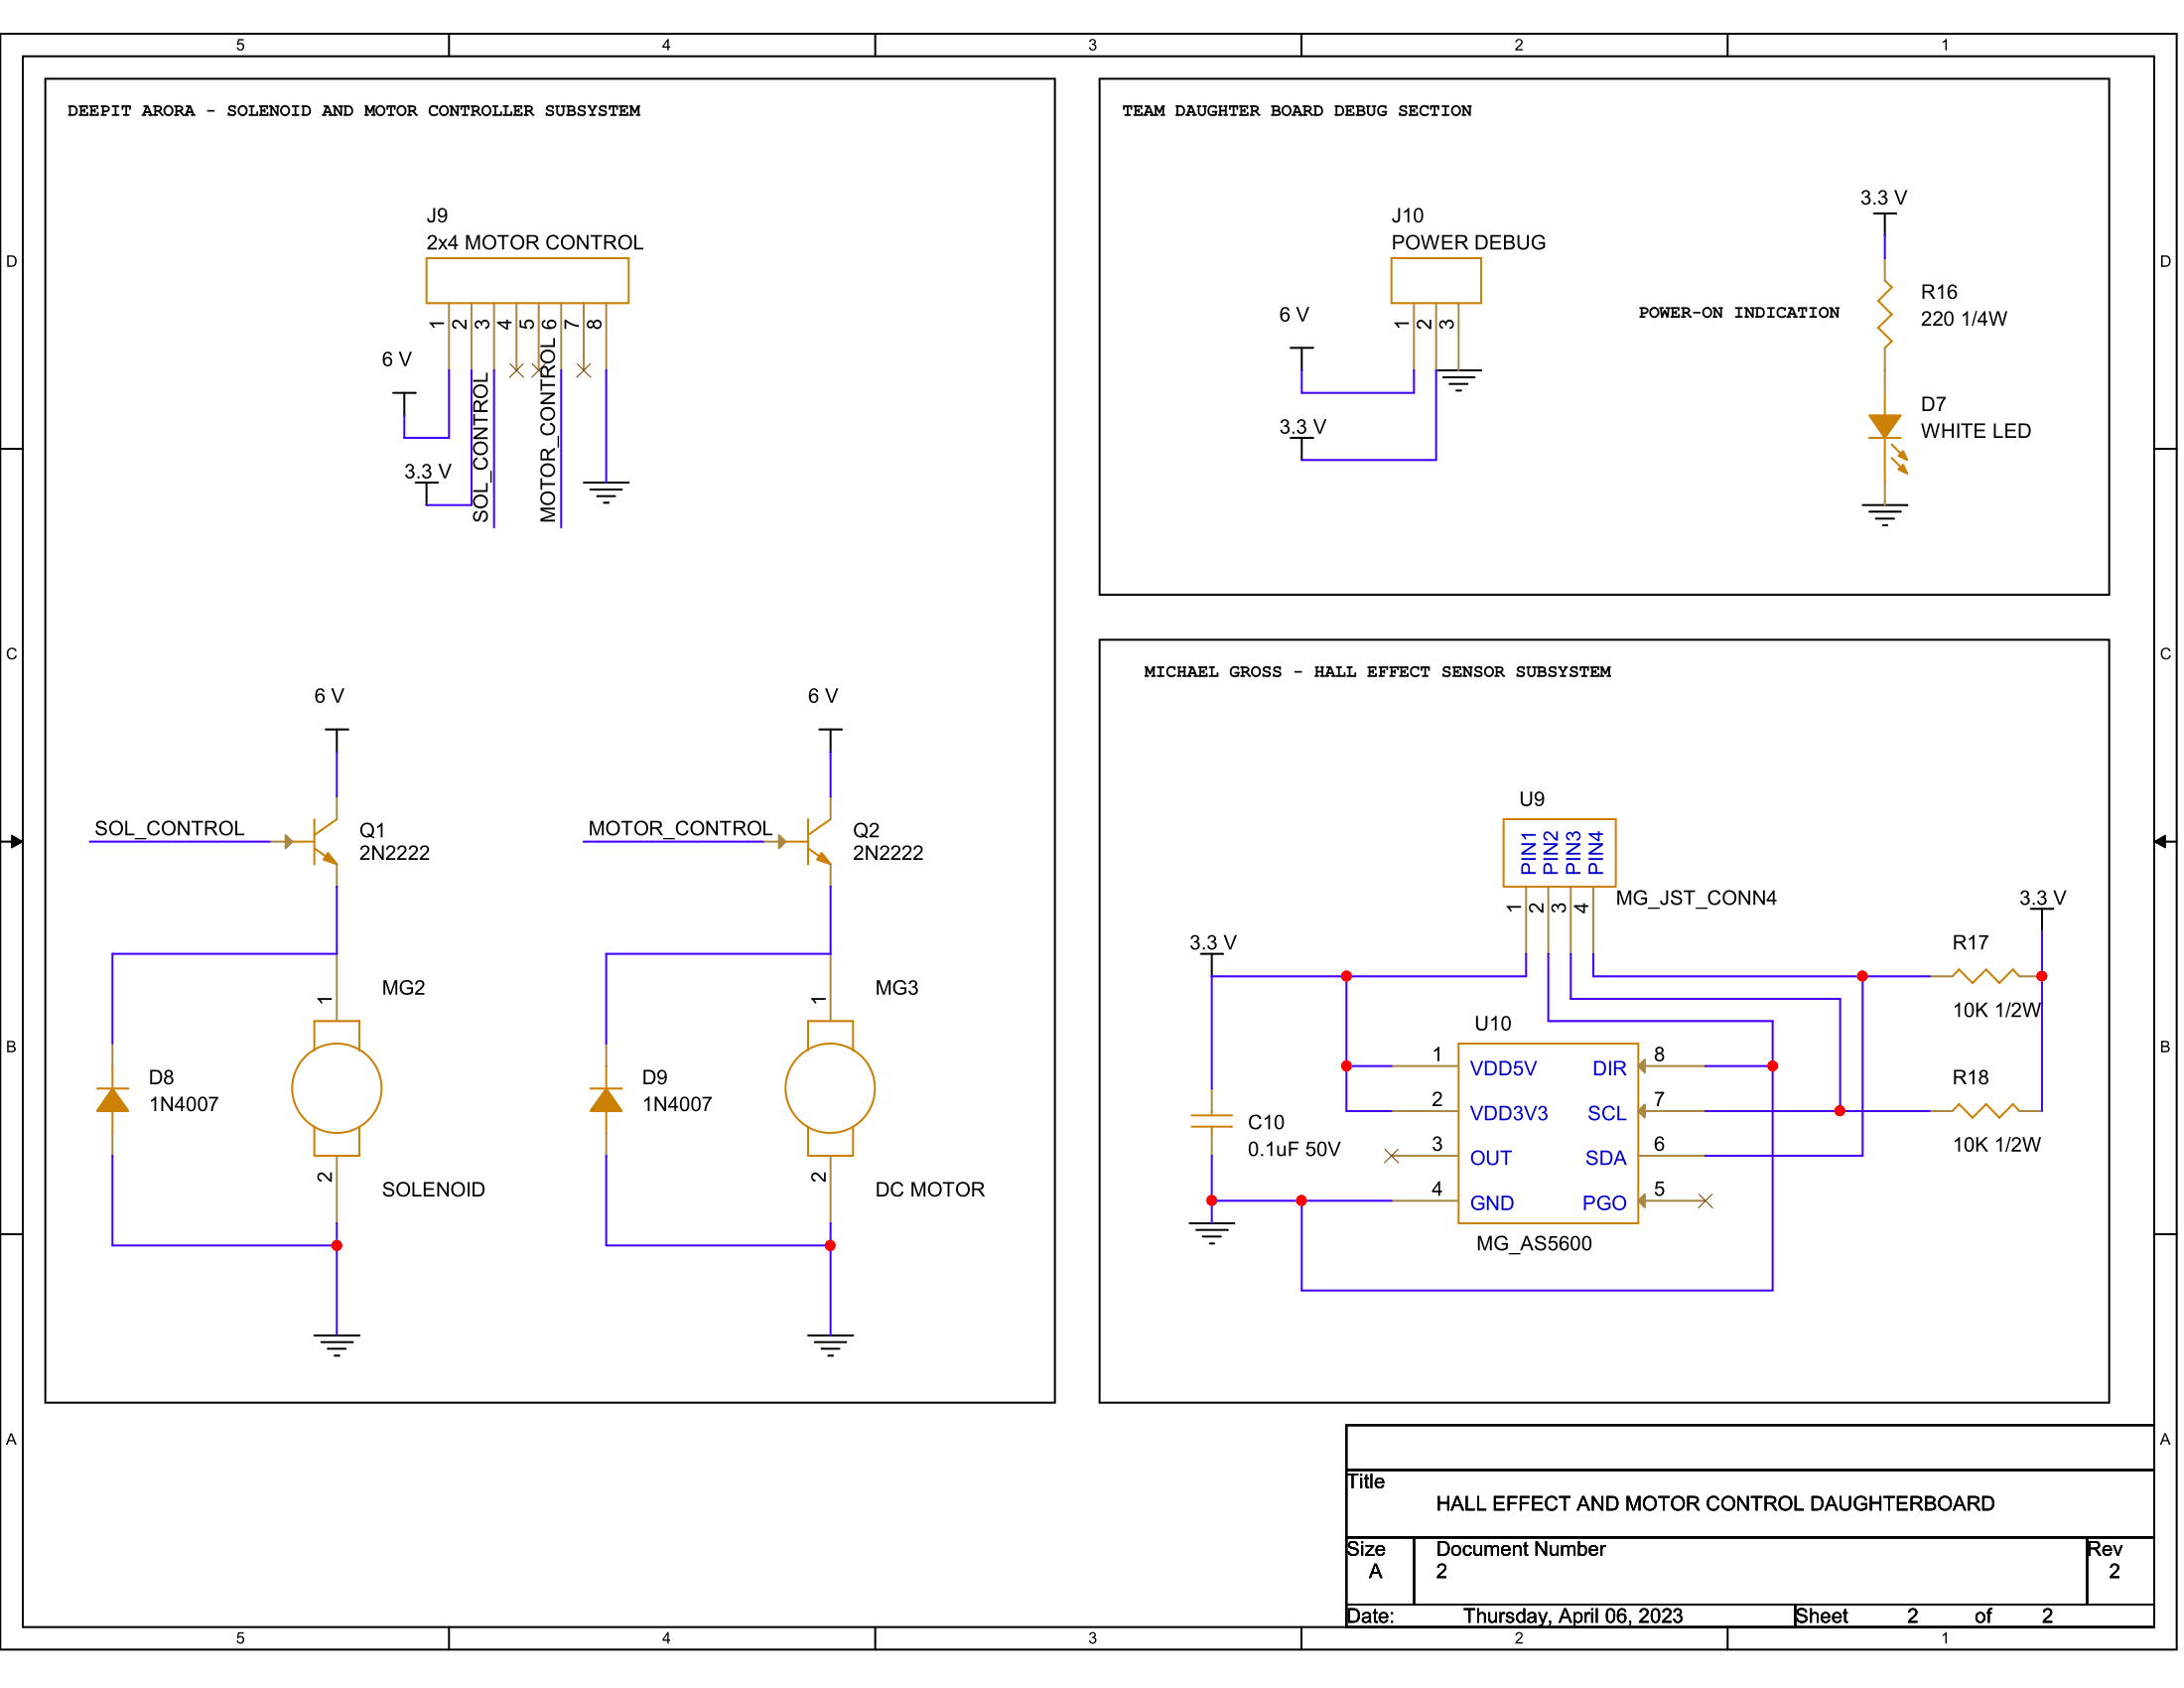 5 4 3 2 1
DEEPIT ARORA - SOLENOID AND MOTOR CONTROLLER SUBSYSTEM
J9
2x4 MOTOR CONTROL
1 2 3 4 5 6 7 8
6 V
3.3 V
SOL_CONTROL
MOTOR_CONTROL
6 V
SOL_CONTROL
Q1
2N2222
MG2
1
D8
1N4007
2
SOLENOID
6 V
MOTOR_CONTROL
Q2
2N2222
MG3
1
D9
1N4007
2
DC MOTOR
TEAM DAUGHTER BOARD DEBUG SECTION
J10
POWER DEBUG
1 2 3
6 V
3.3 V
POWER-ON INDICATION
3.3 V
R16
220 1/4W
D7
WHITE LED
MICHAEL GROSS - HALL EFFECT SENSOR SUBSYSTEM
U9
PIN1 PIN2 PIN3 PIN4
1 2 3 4
MG_JST_CONN4
3.3 V
3.3 V
R17
10K 1/2W
R18
10K 1/2W
C10
0.1uF 50V
U10
1 VDD5V DIR 8
2 VDD3V3 SCL 7
3 OUT SDA 6
4 GND PGO 5
MG_AS5600
D
C
B
A
D
C
B
A
Title
HALL EFFECT AND MOTOR CONTROL DAUGHTERBOARD
Size
A
Document Number
2
Rev
2
Date: Thursday, April 06, 2023 Sheet 2 of 2
5 4 3 2 1